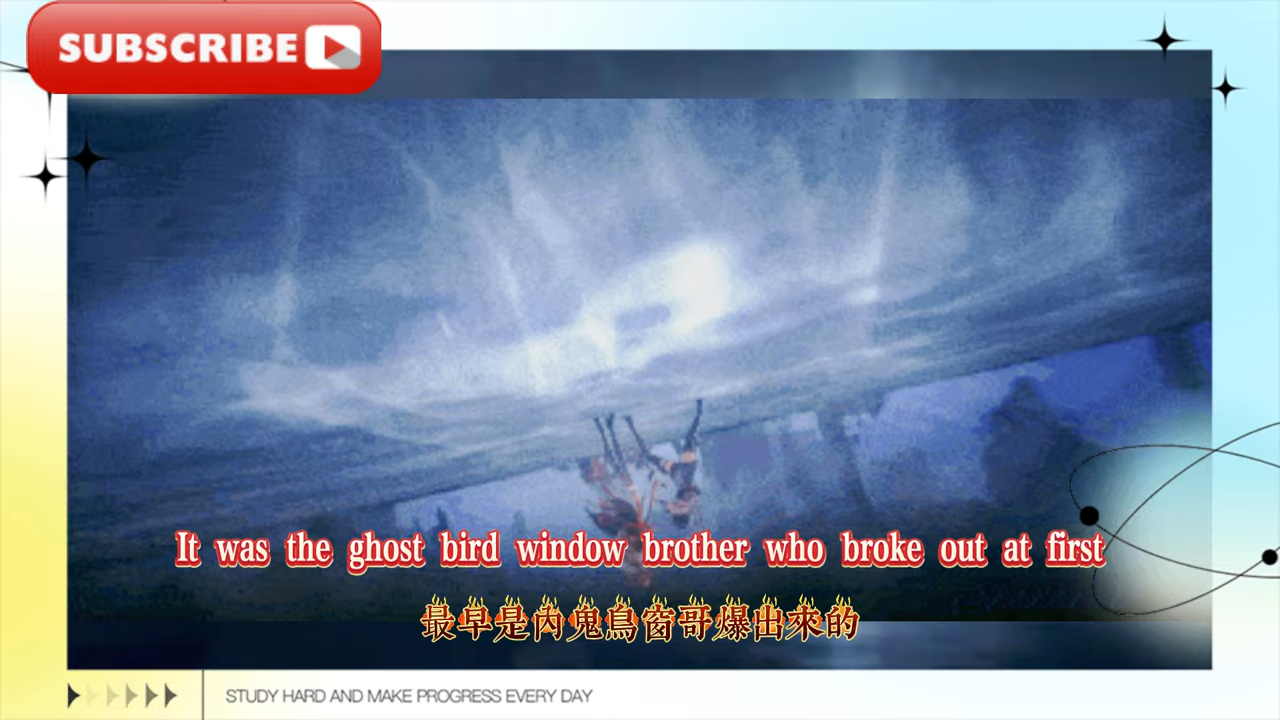 SUBSCRIBE
It was the ghost bird window brother who broke out at first
最早是內鬼鳥窗哥爆出來的
STUDY HARD AND MAKE PROGRESS EVERY DAY